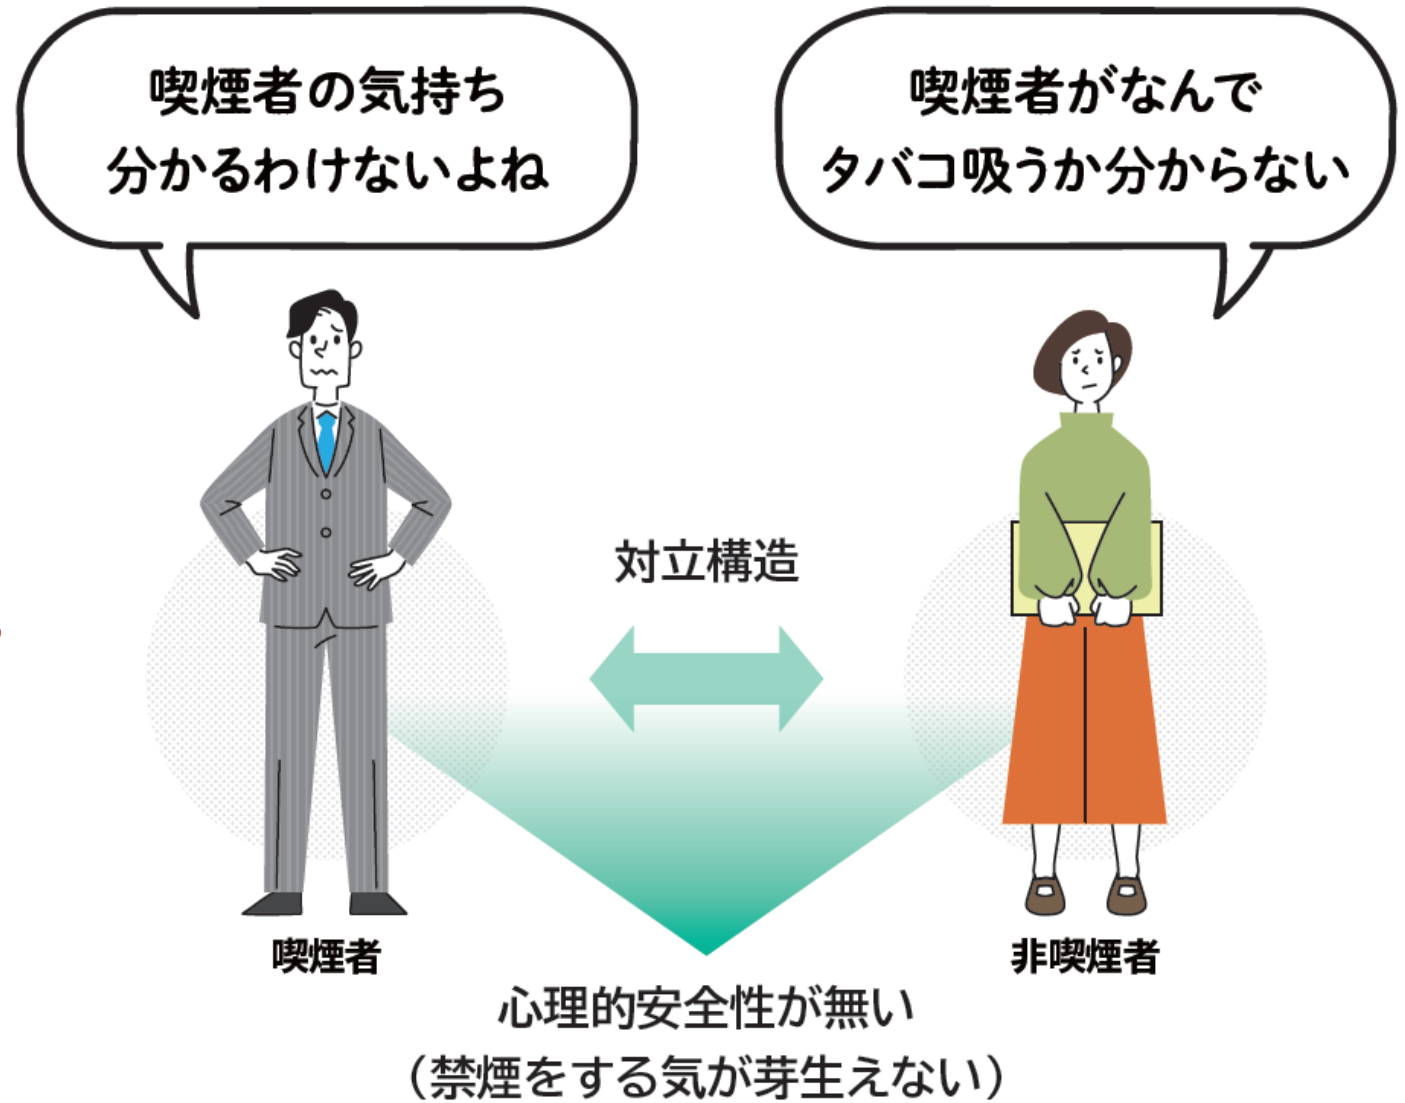 喫煙者の気持ち
分かるわけないよね
喫煙者がなんで
タバコ吸うか分からない
対立構造
喫煙者
非喫煙者
心理的安全性が無い
（禁煙をする気が芽生えない）